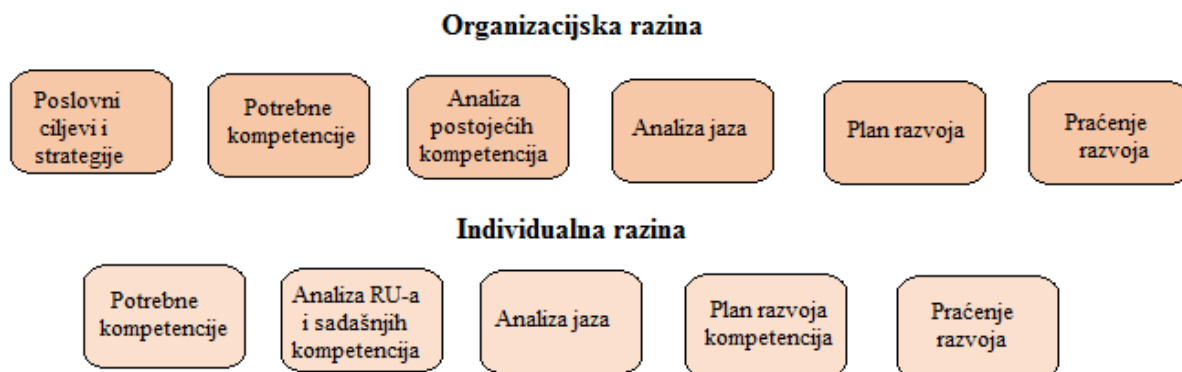 Organizacijska razina
Poslovni
ciljevi i
strategije
Potrebne
kompetencije
Analiza
postojećih
kompetencija
Analiza jaza
Plan razvoja
Praćenje
razvoja
Individualna razina
Potrebne
kompetencije
Analiza RU-a
i sadašnjih
kompetencija
Analiza jaza
Plan razvoja
kompetencija
Praćenje
razvoja